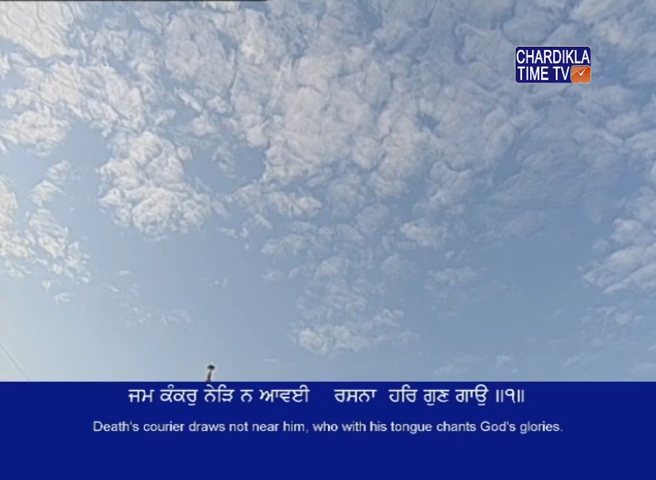 CHARDIKLA
TIME TV
ਜਮ ਕੰਕਰੁ ਨੇੜਿ ਨ ਆਵਈ ਰਸਨਾ ਹਰਿ ਗੁਣ ਗਾਉ ॥੧॥
Death's courier draws not near him, who with his tongue chants God's glories.